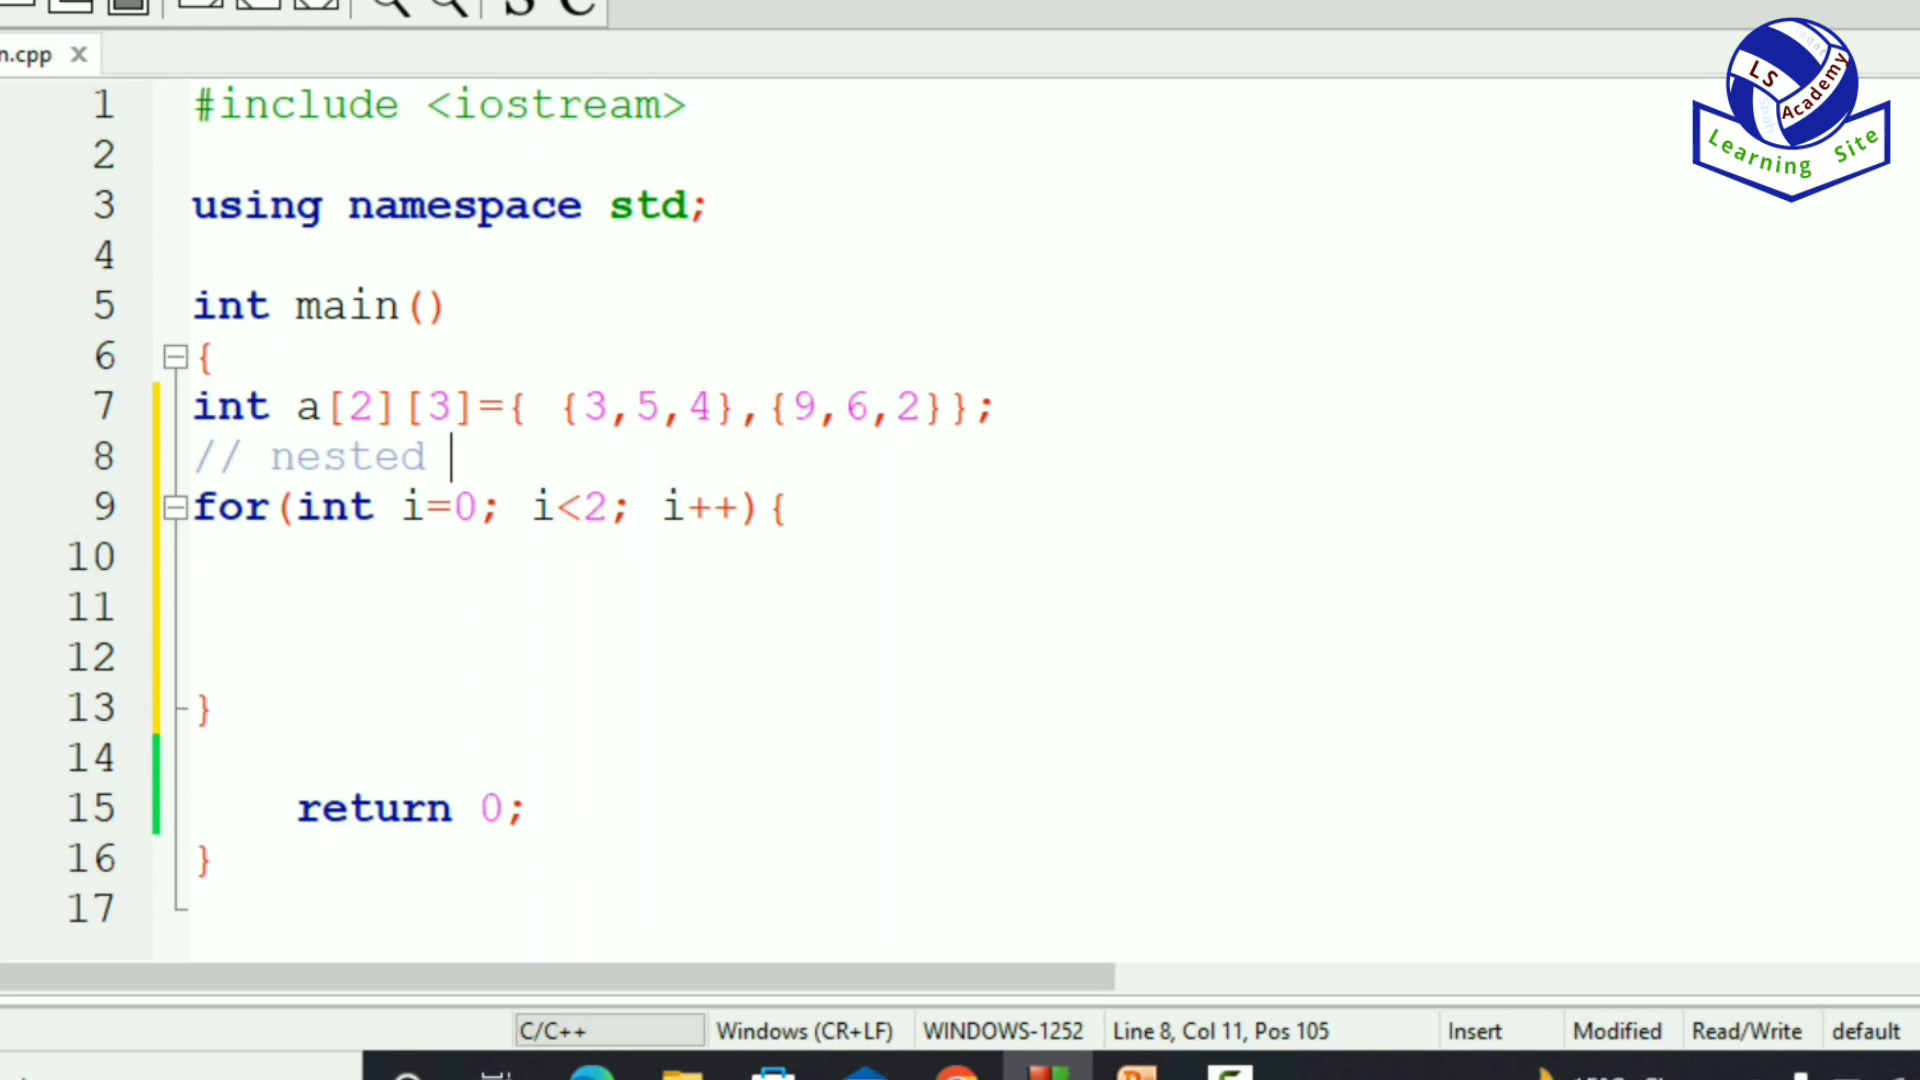 n.cpp
LS Academy
Learning Site
1 #include <iostream>
2
3 using namespace std;
4
5 int main()
6 {
7 int a[2][3]={ {3,5,4},{9,6,2}};
8 // nested
9 for(int i=0; i<2; i++){
10
11
12
13 }
14
15 return 0;
16 }
17
C/C++ Windows (CR+LF) WINDOWS-1252 Line 8, Col 11, Pos 105 Insert Modified Read/Write default